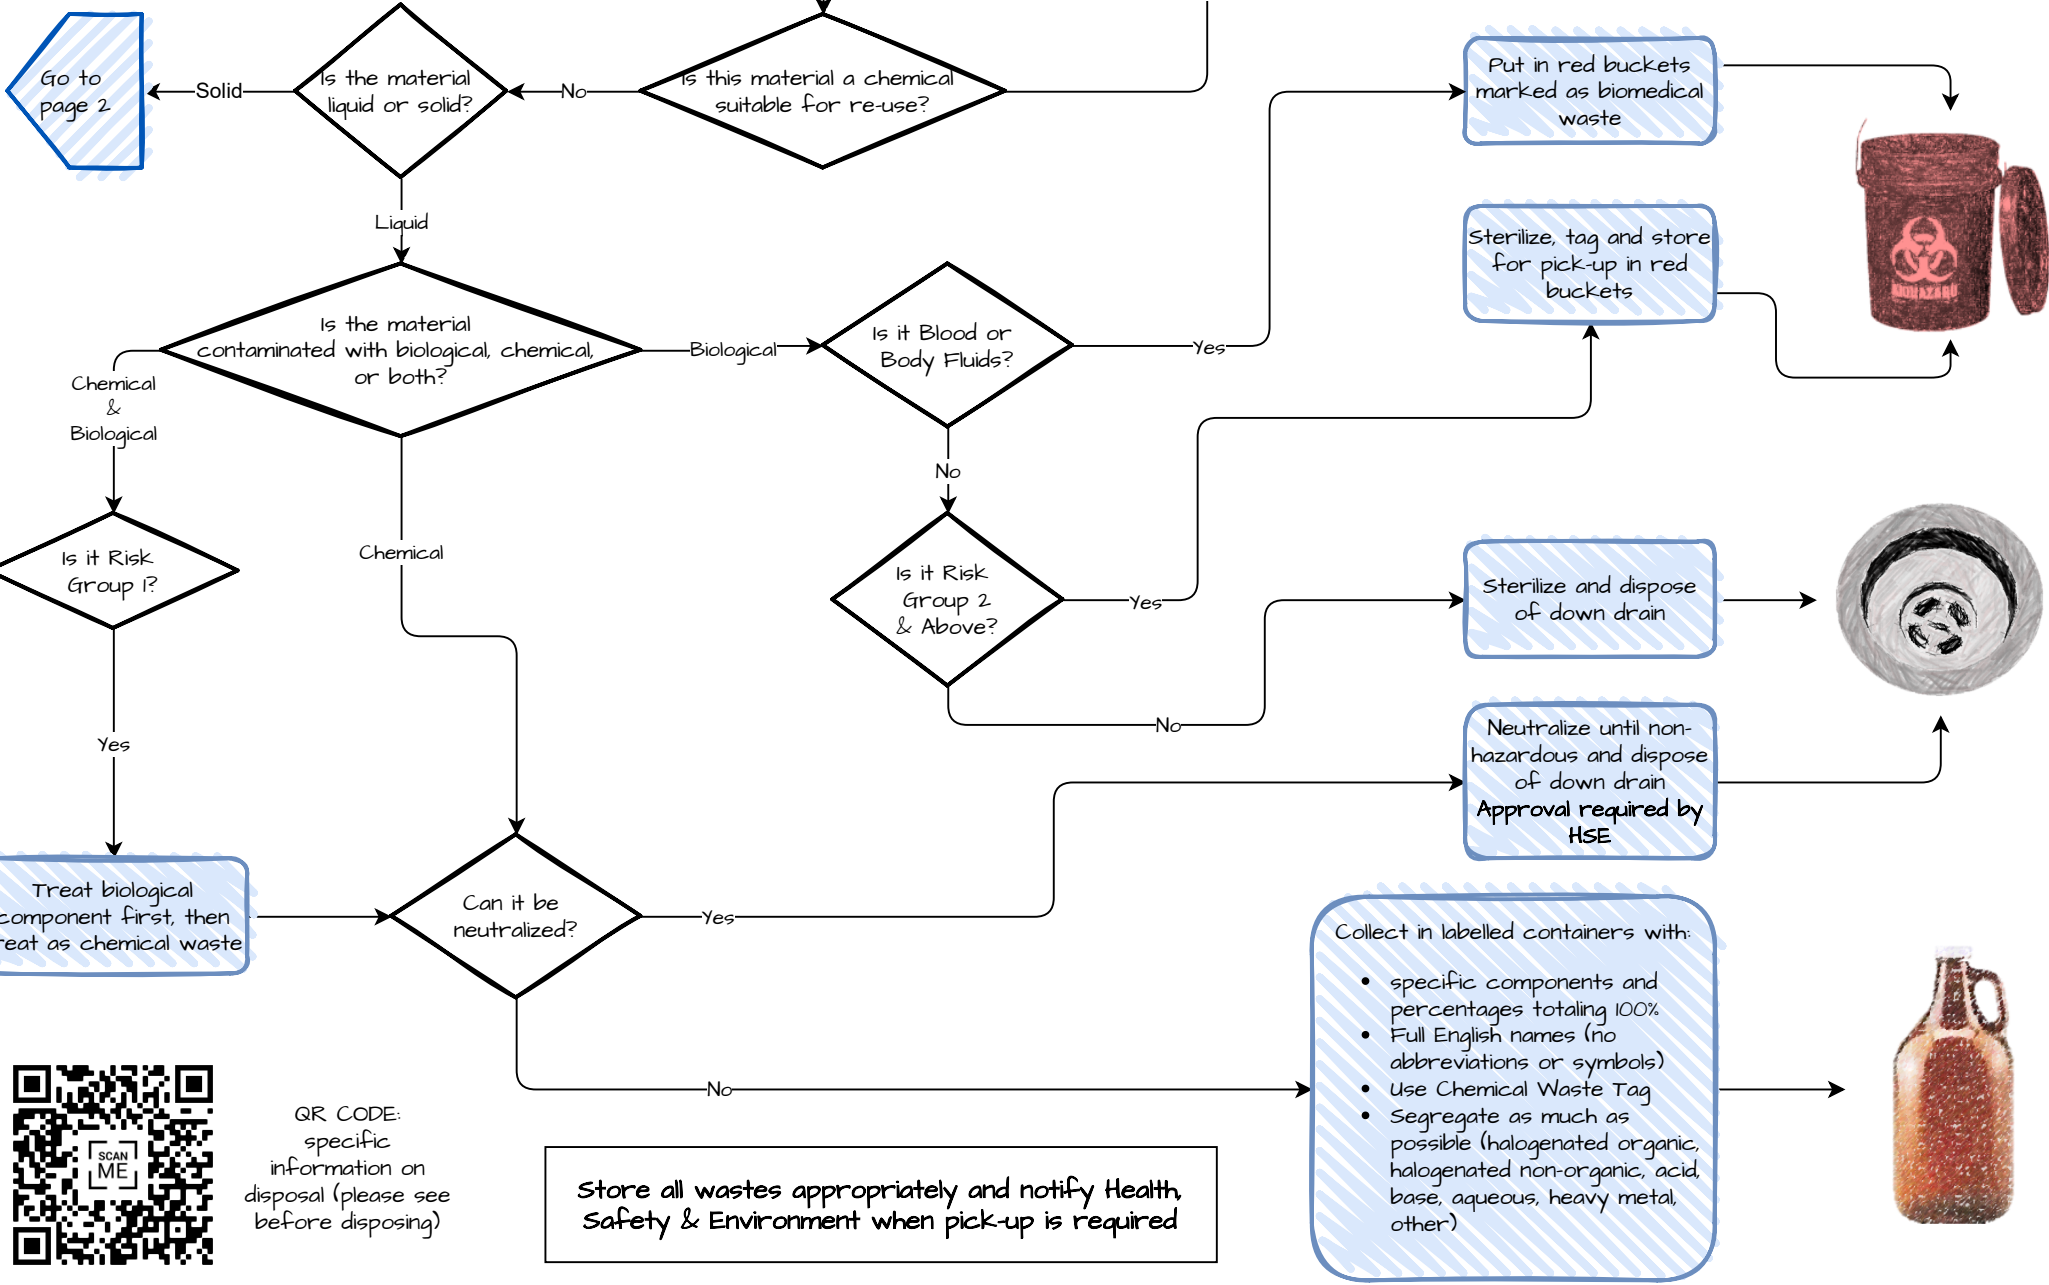 Go to
page 2
Solid
Is the material
liquid or solid?
No
Is this material a chemical
suitable for re-use?
Put in red buckets
marked as biomedical
waste
Liquid
Sterilize, tag and store
for pick-up in red
buckets
BIOHAZARD
Is the material
contaminated with biological, chemical,
or both?
Biological
Is it Blood or
Body Fluids?
Yes
Chemical
&
Biological
No
Is it Risk
Group 1?
Chemical
Is it Risk
Group 2
& Above?
Yes
Sterilize and dispose
of down drain
No
Yes
Neutralize until non-
hazardous and dispose
of down drain
Approval required by
HSE
Treat biological
component first, then
treat as chemical waste
Can it be
neutralized?
Yes
Collect in labelled containers with:
• specific components and
percentages totaling 100%
• Full English names (no
abbreviations or symbols)
• Use Chemical Waste Tag
• Segregate as much as
possible (halogenated organic,
halogenated non-organic, acid,
base, aqueous, heavy metal,
other)
No
SCAN
ME
QR CODE:
specific
information on
disposal (please see
before disposing)
Store all wastes appropriately and notify Health,
Safety & Environment when pick-up is required